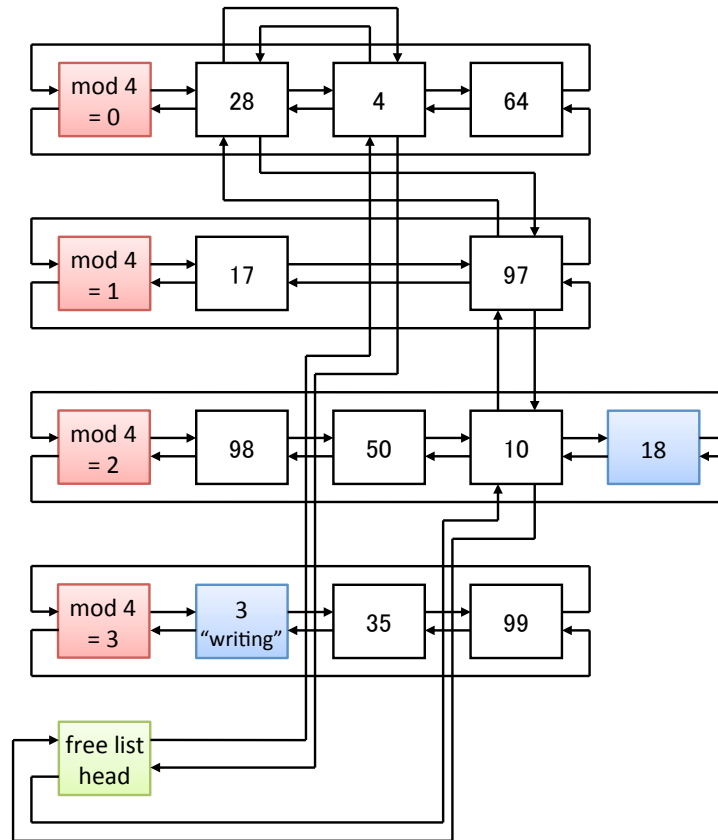 mod 4
= 0
28
4
64
mod 4
= 1
17
97
mod 4
= 2
98
50
10
18
mod 4
= 3
3
“writing”
35
99
free list
head